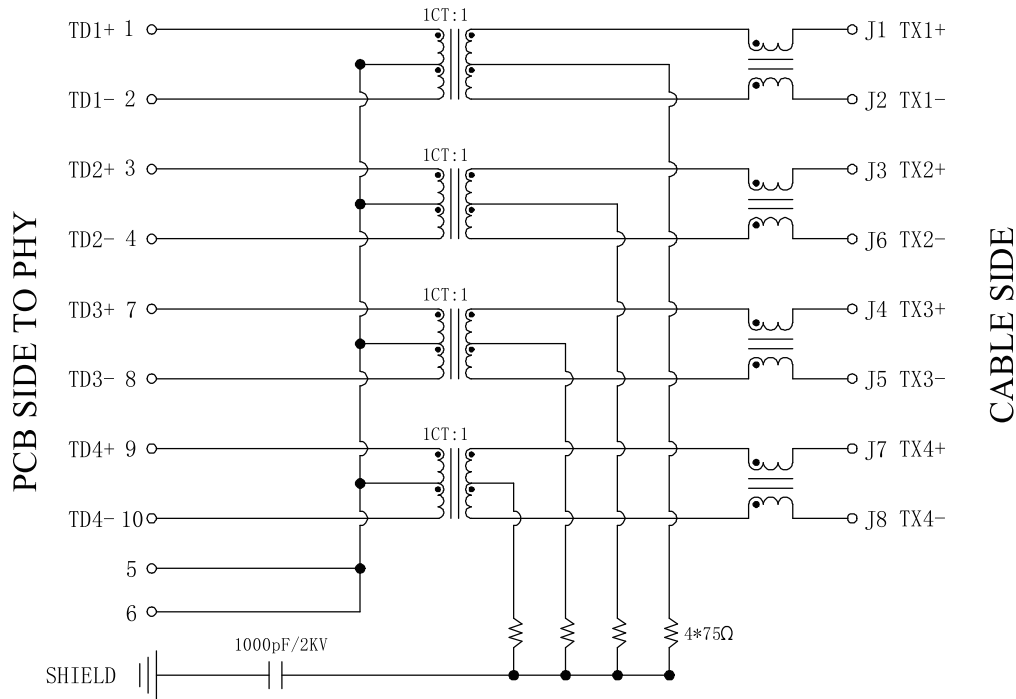 1CT:1
TD1+ 1
J1 TX1+
TD1- 2
J2 TX1-
1CT:1
TD2+ 3
J3 TX2+
TD2- 4
J6 TX2-
1CT:1
TD3+ 7
J4 TX3+
TD3- 8
J5 TX3-
1CT:1
TD4+ 9
J7 TX4+
TD4- 10
J8 TX4-
5
6
4*75Ω
1000pF/2KV
SHIELD
PCB SIDE TO PHY
CABLE SIDE